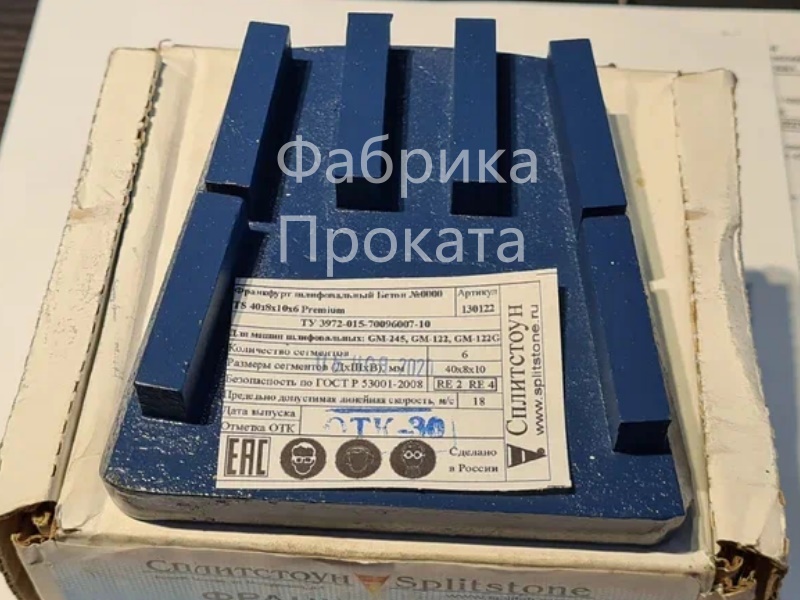 Фабрика
Проката
Франкфурт шлифовальный Бетон №0000
TS 40x8x10x6 Premium
Артикул
130122
ТУ 3972-015-70096007-10
Для машин шлифовальных: GM-245, GM-122, GM-122G
Количество сегментов 6
Размеры сегментов (ДхШхВ), мм 40x8x10
Безопасность по ГОСТ Р 53001-2008 RE 2 RE 4
Предельно допустимая линейная скорость, м/с 18
Дата выпуска
Отметка ОТК
ОТК-30
EAC
Сделано
в России
Сплитстоун
www.splitstone.ru
Сплитстоун Splitstone